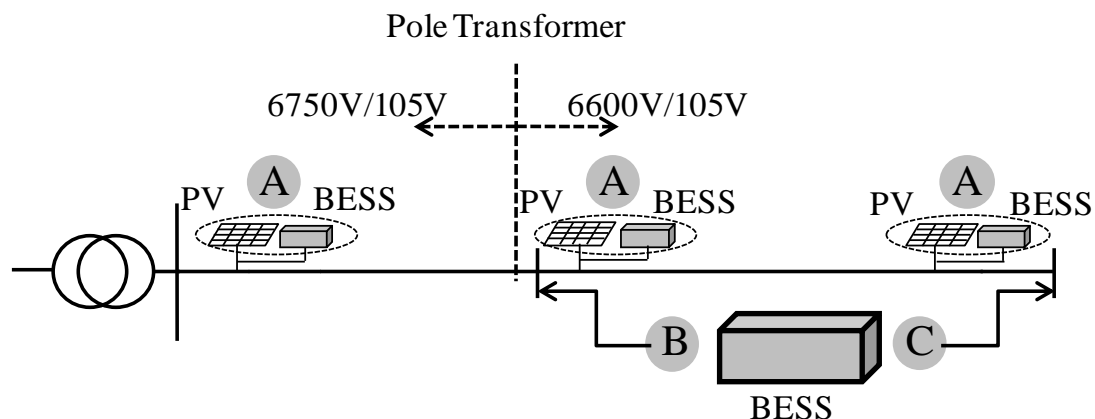 Pole Transformer
6750V/105V
6600V/105V
A
PV
BESS
A
PV
BESS
A
PV
BESS
B
C
BESS